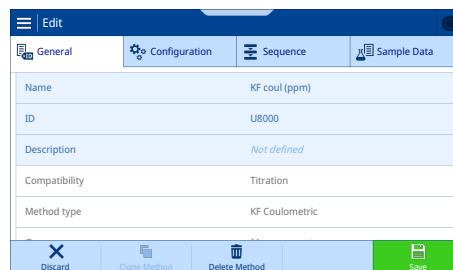 Edit
General Configuration Sequence Sample Data
Name KF coul (ppm)
ID U8000
Description Not defined
Compatibility Titration
Method type KF Coulometric
Discard Clone Method Delete Method Save